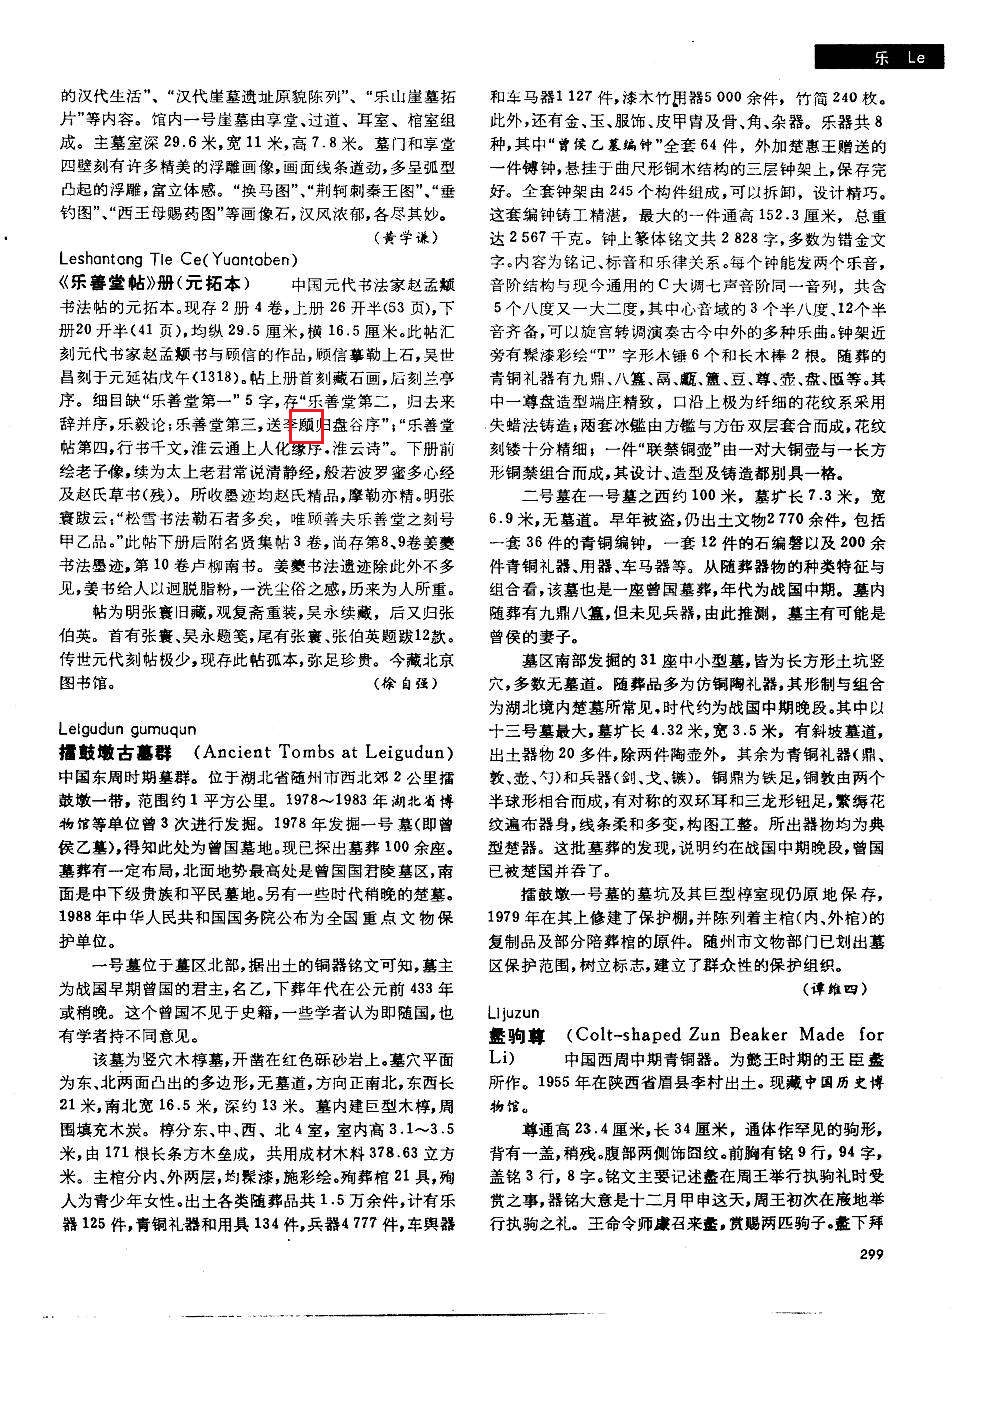 乐 Le
的汉代生活”、“汉代崖墓遗址原貌陈列”、“乐山崖墓拓
片”等内容。馆内一号崖墓由享堂、过道、耳室、棺室组
成。主墓室深 29.6 米,宽 11 米,高 7.8 米。墓门和享堂
四壁刻有许多精美的浮雕画像,画面线条遒劲,多呈弧型
凸起的浮雕,富立体感。“换马图”、“荆轲刺秦王图”、“垂
钓图”、“西王母赐药图”等画像石,汉风浓郁,各尽其妙。
(黄学谦)
Leshantang Tie Ce(Yuantaben)
《乐善堂帖》册(元拓本) 中国元代书法家赵孟頫
书法帖的元拓本。现存 2 册 4 卷,上册 26 开半(53 页),下
册20 开半(41 页),均纵 29.5 厘米,横 16.5 厘米。此帖汇
刻元代书家赵孟頫书与顾信的作品,顾信摹勒上石,吴世
昌刻于元延祐戊午(1318)。帖上册首刻藏石画,后刻兰亭
序。细目缺“乐善堂第一” 5 字,存“乐善堂第二,归去来
辞并序,乐毅论;乐善堂第三,送李愿归盘谷序”;“乐善堂
帖第四,行书千文,淮云通上人化缘序,淮云诗”。下册前
绘老子像,续为太上老君常说清静经,般若波罗蜜多心经
及赵氏草书(残)。所收墨迹均赵氏精品,摩勒亦精。明张
寰跋云:“松雪书法勒石者多矣,唯顾善夫乐善堂之刻号
甲乙品。”此帖下册后附名贤集帖 3 卷,尚存第8、9卷姜夔
书法墨迹,第 10 卷卢柳南书。姜夔书法遗迹除此外不多
见,姜书给人以迥脱脂粉,一洗尘俗之感,历来为人所重。
帖为明张寰旧藏,观复斋重装,吴永续藏,后又归张
伯英。首有张寰、吴永题笺,尾有张寰、张伯英题跋12款。
传世元代刻帖极少,现存此帖孤本,弥足珍贵。今藏北京
图书馆。 (徐自强)
Leigudun gumuqun
擂鼓墩古墓群 (Ancient Tombs at Leigudun)
中国东周时期墓群。位于湖北省随州市西北郊 2 公里擂
鼓墩一带,范围约 1 平方公里。1978～1983 年湖北省博
物馆等单位曾 3 次进行发掘。1978 年发掘一号墓(即曾
侯乙墓),得知此处为曾国墓地。现已探出墓葬 100 余座。
墓葬有一定布局,北面地势最高处是曾国国君陵墓区,南
面是中下级贵族和平民墓地。另有一些时代稍晚的楚墓。
1988 年中华人民共和国国务院公布为全国重点文物保
护单位。
一号墓位于墓区北部,据出土的铜器铭文可知,墓主
为战国早期曾国的君主,名乙,下葬年代在公元前 433 年
或稍晚。这个曾国不见于史籍,一些学者认为即随国,也
有学者持不同意见。
该墓为竖穴木椁墓,开凿在红色砾砂岩上。墓穴平面
为东、北两面凸出的多边形,无墓道,方向正南北,东西长
21 米,南北宽 16.5 米,深约 13 米。墓内建巨型木椁,周
围填充木炭。椁分东、中、西、北 4 室,室内高 3.1～3.5
米,由 171 根长条方木垒成,共用成材木料 378.63 立方
米。主棺分内、外两层,均髹漆,施彩绘。殉葬棺 21 具,殉
人为青少年女性。出土各类随葬品共 1.5 万余件,计有乐
器 125 件,青铜礼器和用具 134 件,兵器4 777 件,车舆器
和车马器1 127 件,漆木竹用器5 000 余件,竹简 240 枚。
此外,还有金、玉、服饰、皮甲胄及骨、角、杂器。乐器共 8
种,其中“曾侯乙墓编钟”全套 64 件,外加楚惠王赠送的
一件镈钟,悬挂于曲尺形铜木结构的三层钟架上,保存完
好。全套钟架由 245 个构件组成,可以拆卸,设计精巧。
这套编钟铸工精湛,最大的一件通高 152.3 厘米,总重
达 2 567 千克。钟上篆体铭文共 2 828 字,多数为错金文
字。内容为铭记、标音和乐律关系。每个钟能发两个乐音,
音阶结构与现今通用的 C 大调七声音阶同一音列,共含
5 个八度又一大二度,其中心音域的 3 个半八度、12个半
音齐备,可以旋宫转调演奏古今中外的多种乐曲。钟架近
旁有髹漆彩绘“T” 字形木锤 6 个和长木棒 2 根。随葬的
青铜礼器有九鼎、八簋、鬲、甗、簠、豆、尊、壶、盘、匜等。其
中一尊盘造型端庄精致,口沿上极为纤细的花纹系采用
失蜡法铸造;两套冰鑑由方鑑与方缶双层套合而成,花纹
刻镂十分精细;一件“联禁铜壶”由一对大铜壶与一长方
形铜禁组合而成,其设计、造型及铸造都别具一格。
二号墓在一号墓之西约 100 米,墓圹长 7.3 米,宽
6.9 米,无墓道。早年被盗,仍出土文物2 770 余件,包括
一套 36 件的青铜编钟,一套 12 件的石编磬以及 200 余
件青铜礼器、用器、车马器等。从随葬器物的种类特征与
组合看,该墓也是一座曾国墓葬,年代为战国中期。墓内
随葬有九鼎八簋,但未见兵器,由此推测,墓主有可能是
曾侯的妻子。
墓区南部发掘的 31 座中小型墓,皆为长方形土坑竖
穴,多数无墓道。随葬品多为仿铜陶礼器,其形制与组合
为湖北境内楚墓所常见,时代约为战国中期晚段。其中以
十三号墓最大,墓圹长 4.32 米,宽 3.5 米,有斜坡墓道,
出土器物 20 多件,除两件陶壶外,其余为青铜礼器(鼎、
敦、壶、勺)和兵器(剑、戈、镞)。铜鼎为铁足,铜敦由两个
半球形相合而成,有对称的双环耳和三龙形钮足,繁缛花
纹遍布器身,线条柔和多变,构图工整。所出器物均为典
型楚器。这批墓葬的发现,说明约在战国中期晚段,曾国
已被楚国并吞了。
擂鼓墩一号墓的墓坑及其巨型椁室现仍原地保存,
1979 年在其上修建了保护棚,并陈列着主棺(内、外棺)的
复制品及部分陪葬棺的原件。随州市文物部门已划出墓
区保护范围,树立标志,建立了群众性的保护组织。
(谭维四)
Lijuzun
盠驹尊 (Colt-shaped Zun Beaker Made for
Li) 中国西周中期青铜器。为懿王时期的王臣盠
所作。1955 年在陕西省眉县李村出土。现藏中国历史博
物馆。
尊通高 23.4 厘米,长 34 厘米,通体作罕见的驹形,
背有一盖,稍残。腹部两侧饰囧纹。前胸有铭 9 行,94 字,
盖铭 3 行,8 字。铭文主要记述盠在周王举行执驹礼时受
赏之事,器铭大意是十二月甲申这天,周王初次在㡴地举
行执驹之礼。王命令师㝨召来盠,赏赐两匹驹子。盠下拜
299